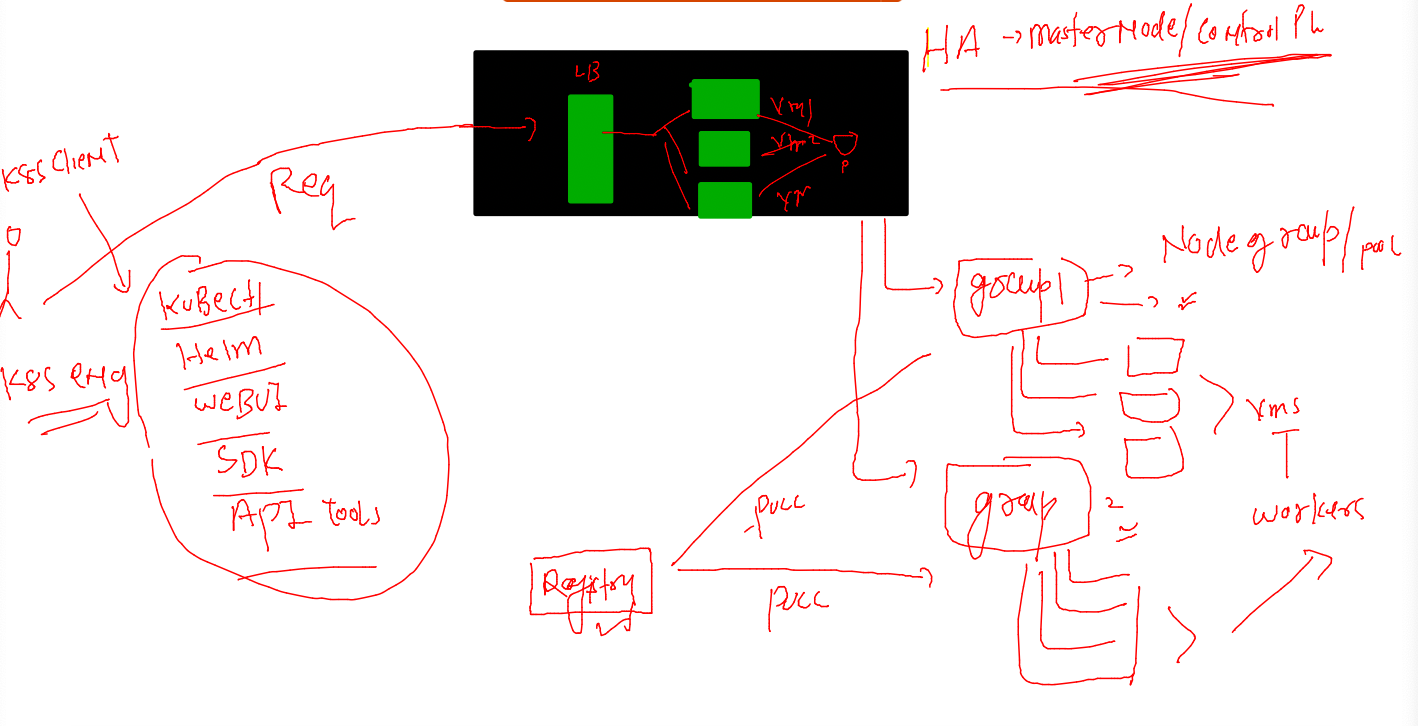 HA → masterNode/control PL
LB
Vm1
Vm2
P
K8s Client
Req
Kubectl
Helm
WEBUI
SDK
API tools
K8S eng
Node group/pool
group1
vms
workers
group 2
Registry
pull
pull